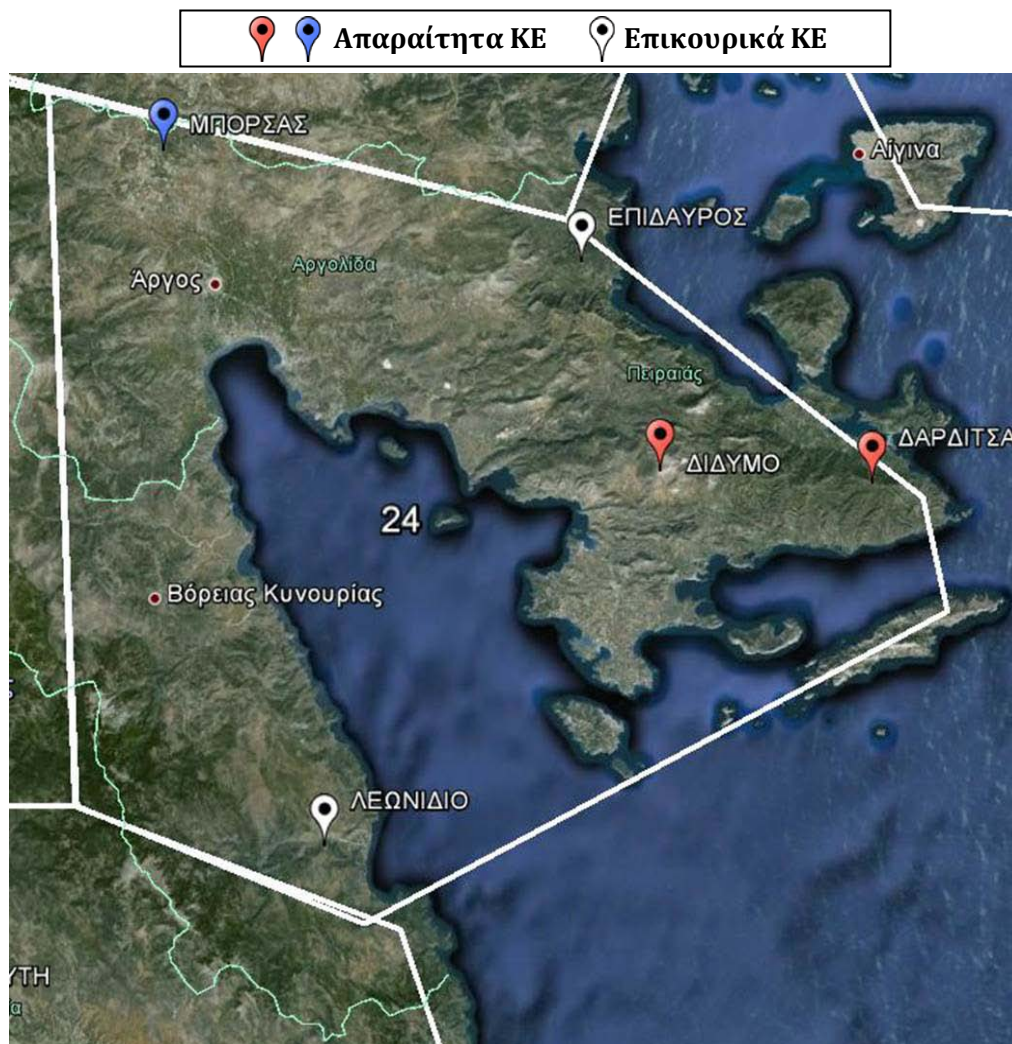 Απαραίτητα ΚΕ Επικουρικά ΚΕ
ΜΠΟΡΣΑΣ
Αίγινα
ΕΠΙΔΑΥΡΟΣ
Αργολίδα
Άργος
Πειραιάς
ΔΑΡΔΙΤΣΑ
ΔΙΔΥΜΟ
24
Βόρειας Κυνουρίας
ΛΕΩΝΙΔΙΟ